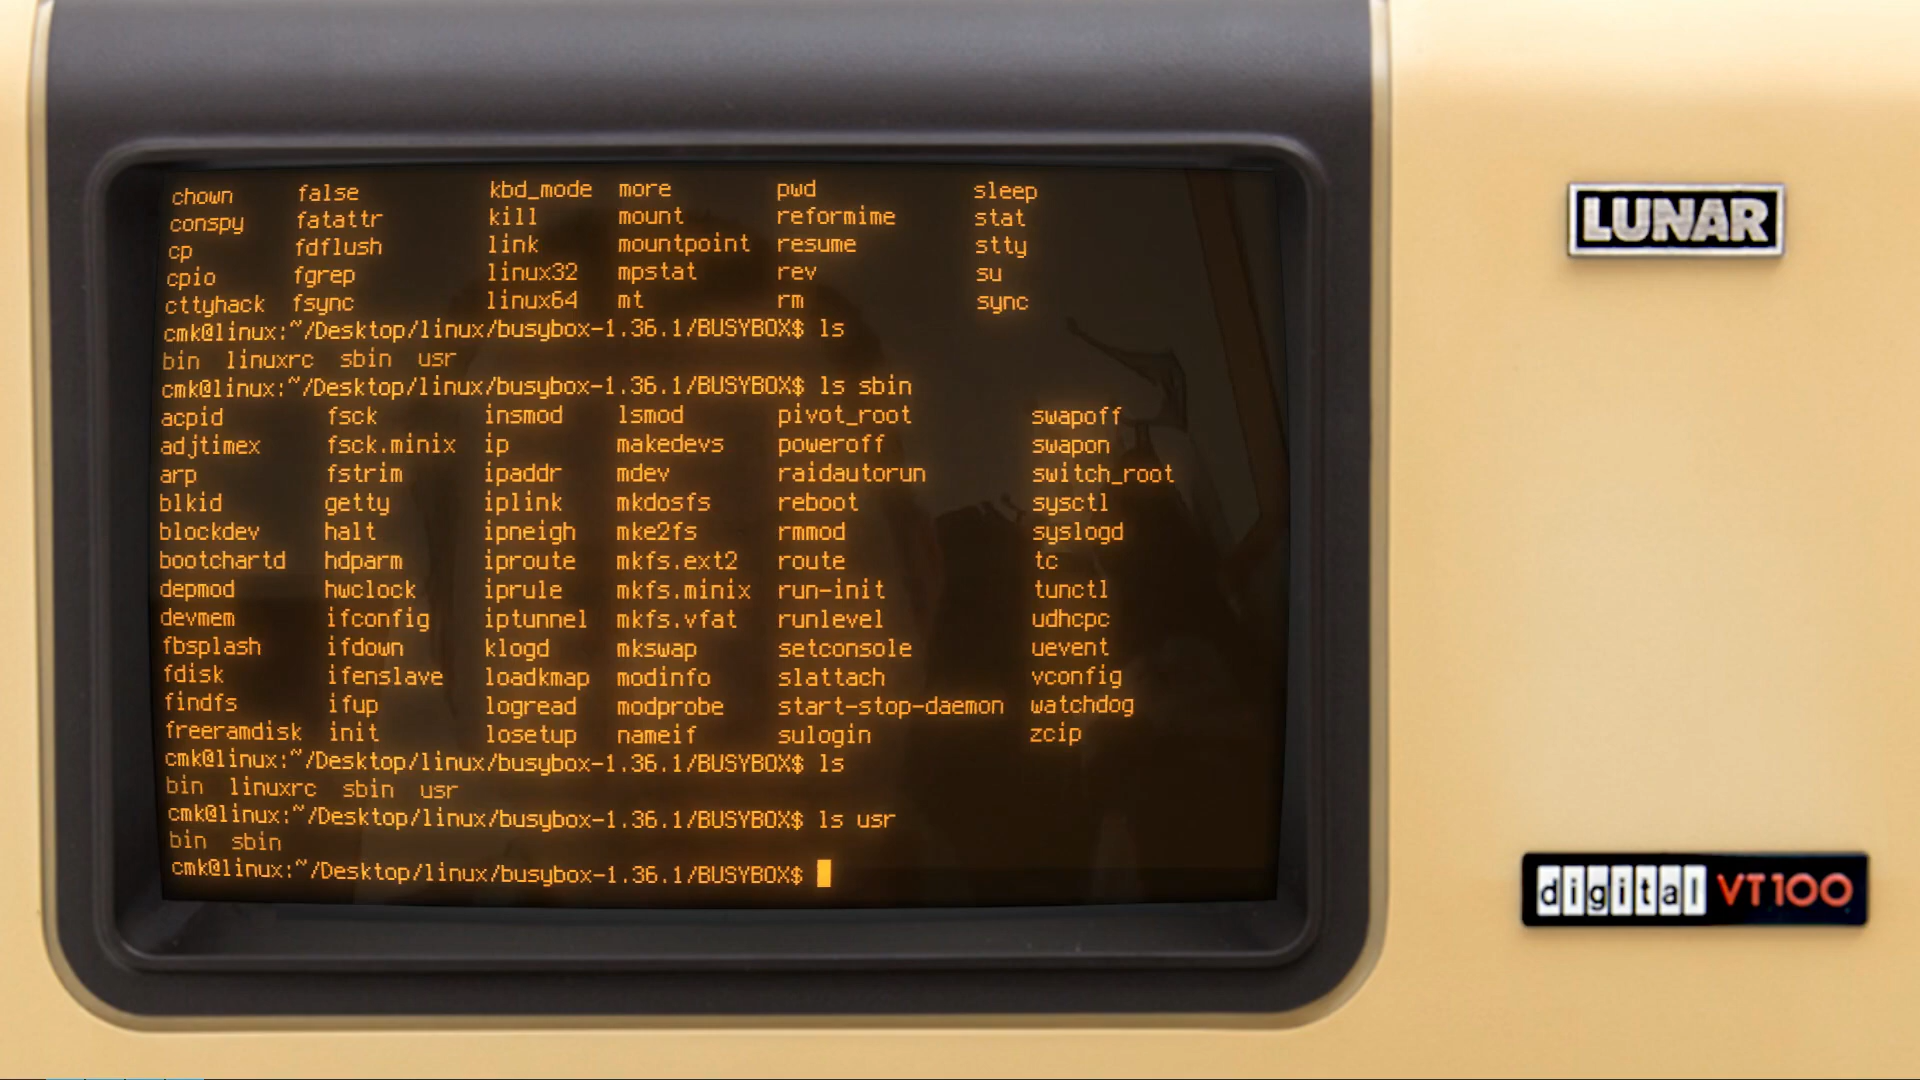 chown false kbd_mode more pwd sleep
conspy fatattr kill mount reformime stat
cp fdflush link mountpoint resume stty
cpio fgrep linux32 mpstat rev su
cttyhack fsync linux64 mt rm sync
cmk@linux:~/Desktop/linux/busybox-1.36.1/BUSYBOX$ ls
bin linuxrc sbin usr
cmk@linux:~/Desktop/linux/busybox-1.36.1/BUSYBOX$ ls sbin
acpid fsck insmod lsmod pivot_root swapoff
adjtimex fsck.minix ip makedevs poweroff swapon
arp fstrim ipaddr mdev raidautorun switch_root
blkid getty iplink mkdosfs reboot sysctl
blockdev halt ipneigh mke2fs rmmod syslogd
bootchartd hdparm iproute mkfs.ext2 route tc
depmod hwclock iprule mkfs.minix run-init tunctl
devmem ifconfig iptunnel mkfs.vfat runlevel udhcpc
fbsplash ifdown klogd mkswap setconsole uevent
fdisk ifenslave loadkmap modinfo slattach vconfig
findfs ifup logread modprobe start-stop-daemon watchdog
freeramdisk init losetup nameif sulogin zcip
cmk@linux:~/Desktop/linux/busybox-1.36.1/BUSYBOX$ ls
bin linuxrc sbin usr
cmk@linux:~/Desktop/linux/busybox-1.36.1/BUSYBOX$ ls usr
bin sbin
cmk@linux:~/Desktop/linux/busybox-1.36.1/BUSYBOX$
LUNAR
digital VT100